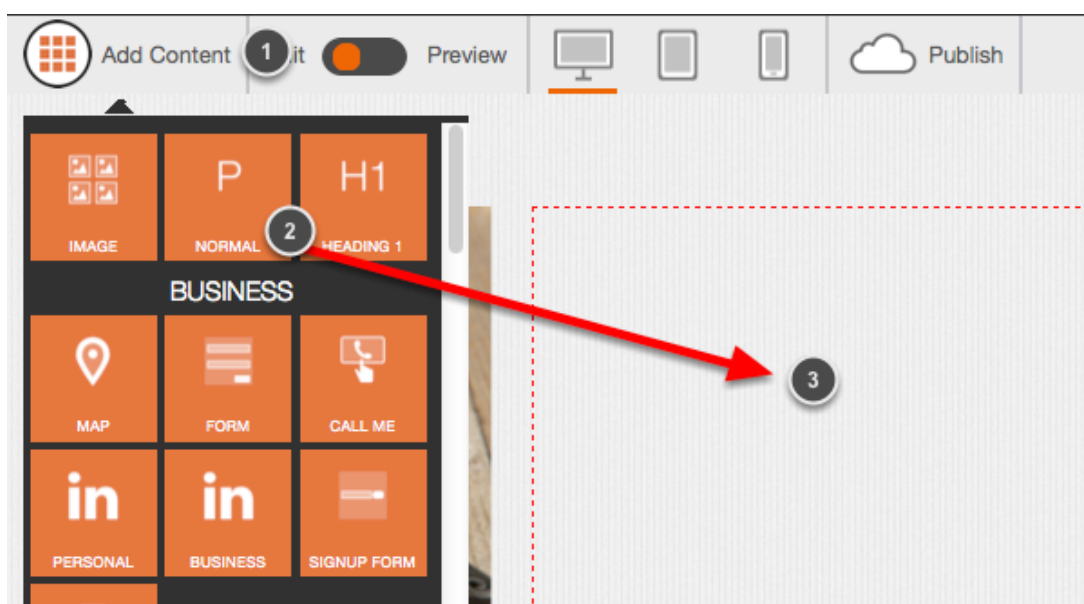 Add Content 1 it Preview Publish
IMAGE NORMAL 2 HEADING 1
P H1
BUSINESS
3
MAP FORM CALL ME
in in
PERSONAL BUSINESS SIGNUP FORM